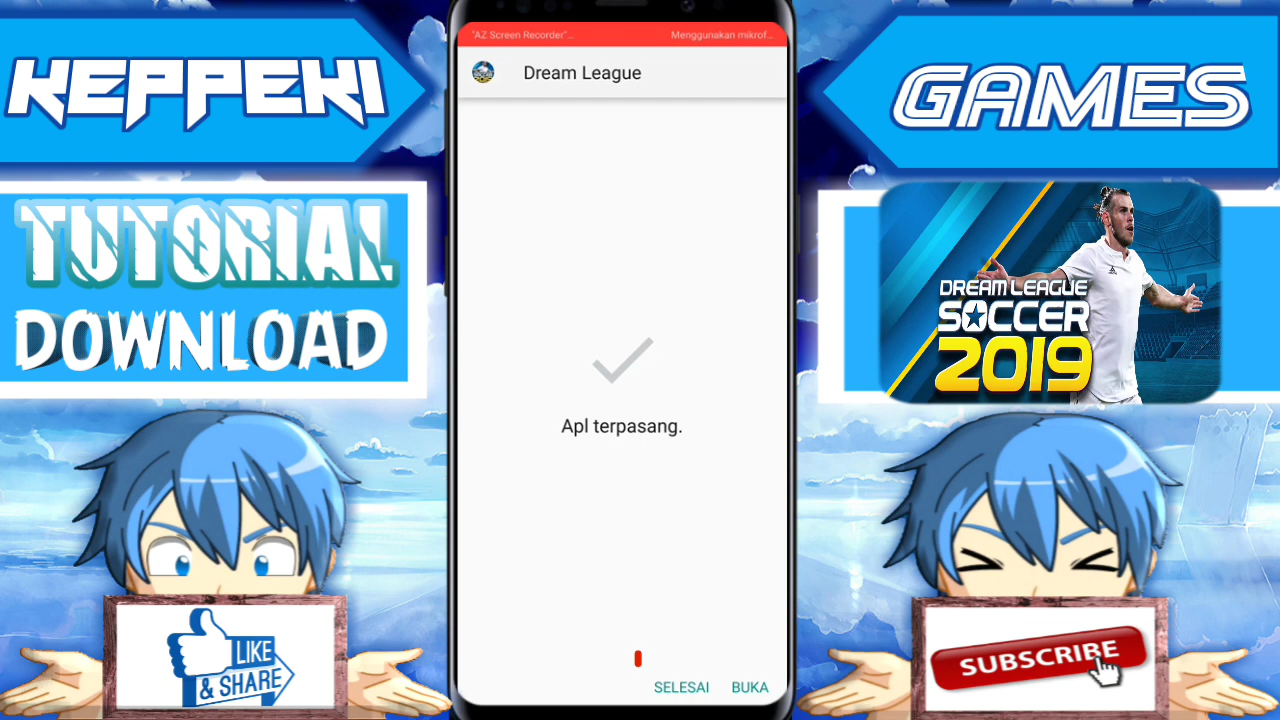 KEPPEKI
TUTORIAL
DOWNLOAD
LIKE
& SHARE
"AZ Screen Recorder"... Menggunakan mikrof...
Dream League
Apl terpasang.
SELESAI BUKA
GAMES
DREAM LEAGUE
SOCCER
2019
SUBSCRIBE